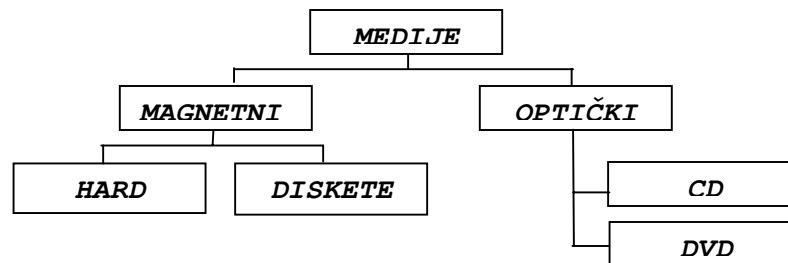 MEDIJE
MAGNETNI
OPTIČKI
HARD
DISKETE
CD
DVD